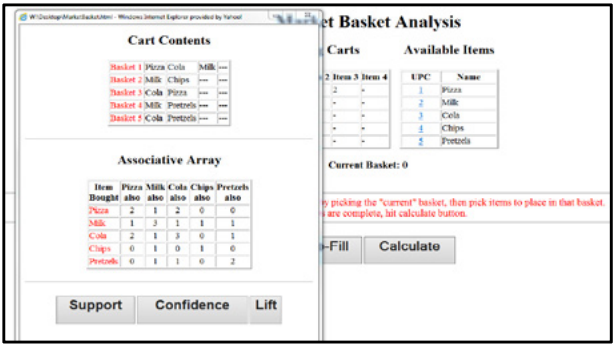 W:\Desktop\MarketBasket.html - Windows Internet Explorer provided by Yahoo!
Cart Contents
Basket 1 Pizza Cola Milk ---
Basket 2 Milk Chips --- ---
Basket 3 Cola Pizza --- ---
Basket 4 Milk Pretzels --- ---
Basket 5 Cola Pretzels --- ---
Associative Array
Item Bought Pizza also Milk also Cola also Chips also Pretzels also
Pizza 2 1 2 0 0
Milk 1 3 1 1 1
Cola 2 1 3 0 1
Chips 0 1 0 1 0
Pretzels 0 1 1 0 2
Support Confidence Lift
et Basket Analysis
Carts
2 Item 3 Item 4
2 -
- -
- -
- -
- -
Available Items
UPC Name
1 Pizza
2 Milk
3 Cola
4 Chips
5 Pretzels
Current Basket: 0
by picking the "current" basket, then pick items to place in that basket.
s are complete, hit calculate button.
-Fill Calculate